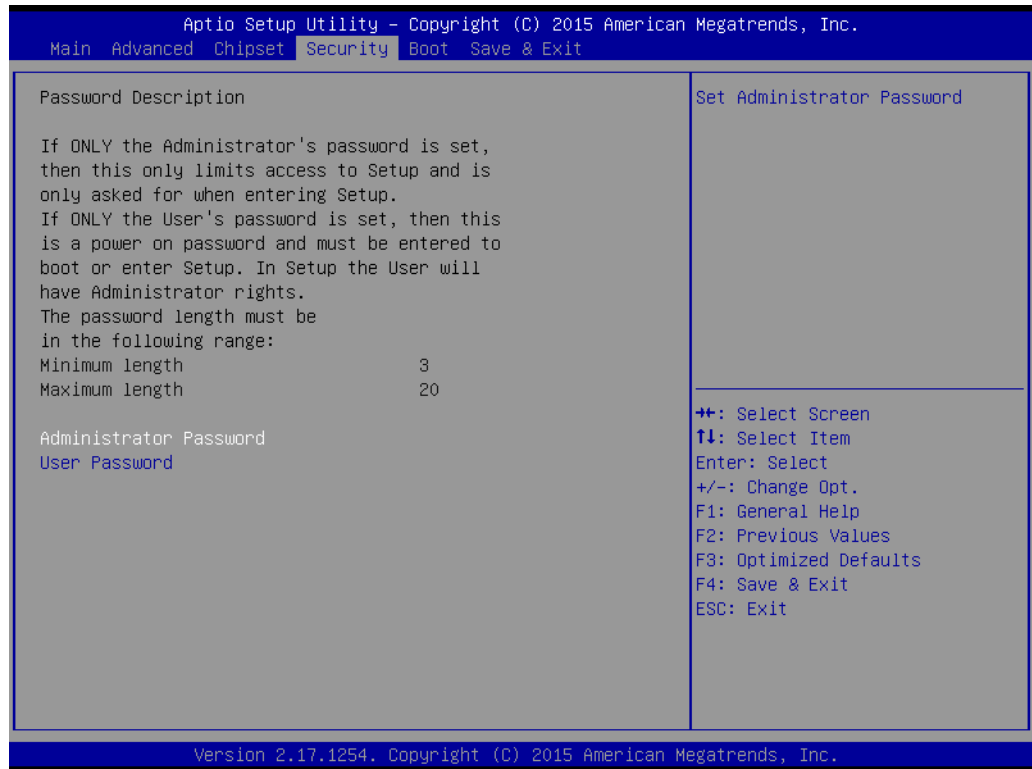 Aptio Setup Utility – Copyright (C) 2015 American Megatrends, Inc.
Main Advanced Chipset Security Boot Save & Exit
Password Description
If ONLY the Administrator's password is set,
then this only limits access to Setup and is
only asked for when entering Setup.
If ONLY the User's password is set, then this
is a power on password and must be entered to
boot or enter Setup. In Setup the User will
have Administrator rights.
The password length must be
in the following range:
Minimum length 3
Maximum length 20
Administrator Password
User Password
Set Administrator Password
→←: Select Screen
↑↓: Select Item
Enter: Select
+/-: Change Opt.
F1: General Help
F2: Previous Values
F3: Optimized Defaults
F4: Save & Exit
ESC: Exit
Version 2.17.1254. Copyright (C) 2015 American Megatrends, Inc.